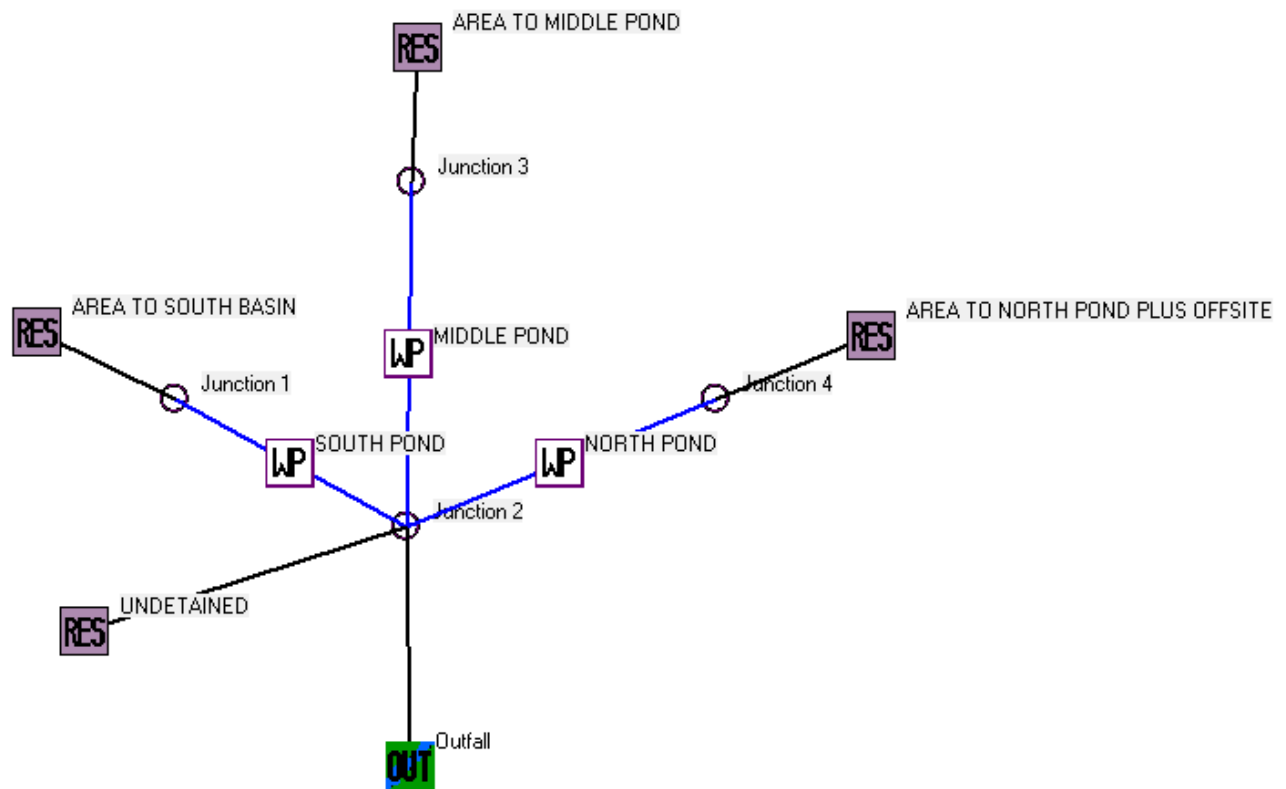 RES
AREA TO MIDDLE POND
Junction 3
AREA TO SOUTH BASIN
RES
AREA TO NORTH POND PLUS OFFSITE
RES
WP
MIDDLE POND
Junction 1
Junction 4
SOUTH POND
WP
NORTH POND
WP
Junction 2
UNDETAINED
RES
Outfall
OUT